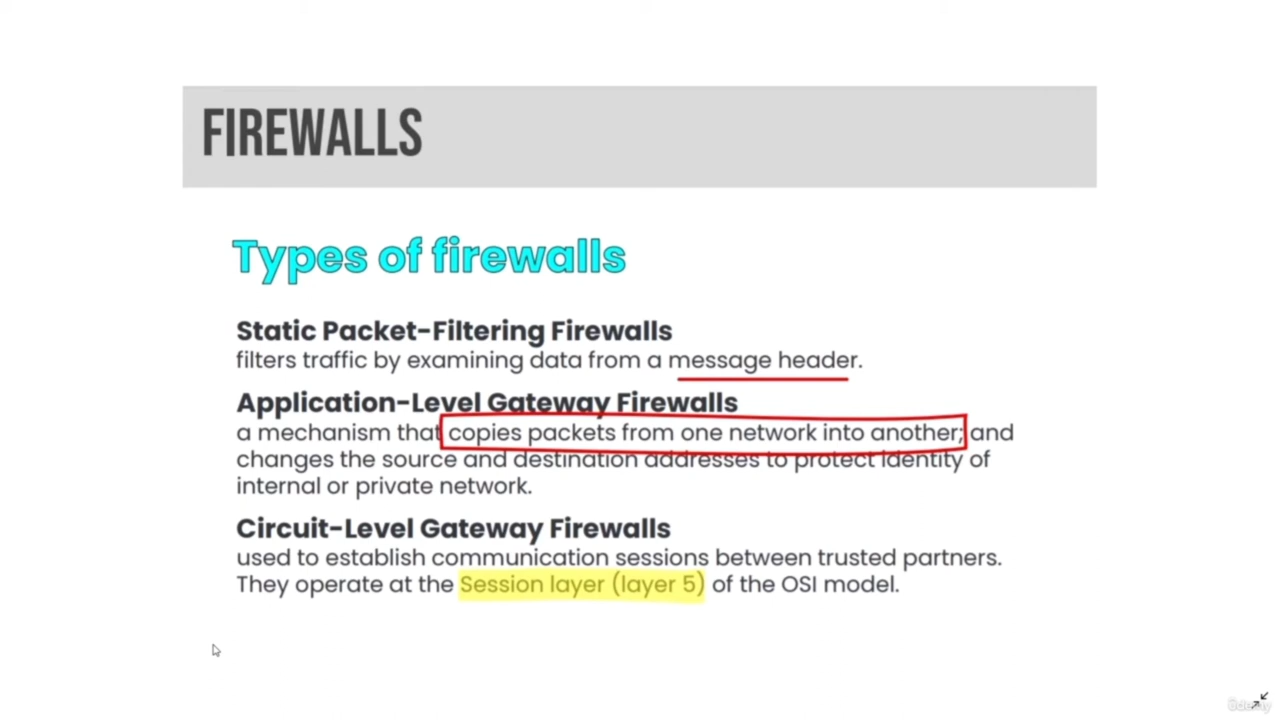 FIREWALLS
Types of firewalls
Static Packet-Filtering Firewalls
filters traffic by examining data from a message header.
Application-Level Gateway Firewalls
a mechanism that copies packets from one network into another; and
changes the source and destination addresses to protect identity of
internal or private network.
Circuit-Level Gateway Firewalls
used to establish communication sessions between trusted partners.
They operate at the Session layer (layer 5) of the OSI model.
Udemy